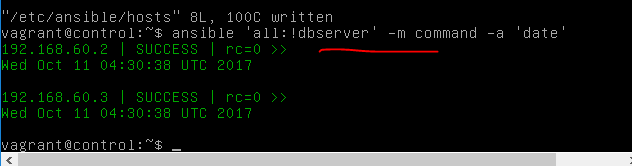 "/etc/ansible/hosts" 8L, 100C written
vagrant@control:~$ ansible 'all:!dbserver' -m command -a 'date'
192.168.60.2 | SUCCESS | rc=0 >>
Wed Oct 11 04:30:38 UTC 2017
192.168.60.3 | SUCCESS | rc=0 >>
Wed Oct 11 04:30:38 UTC 2017
vagrant@control:~$ _